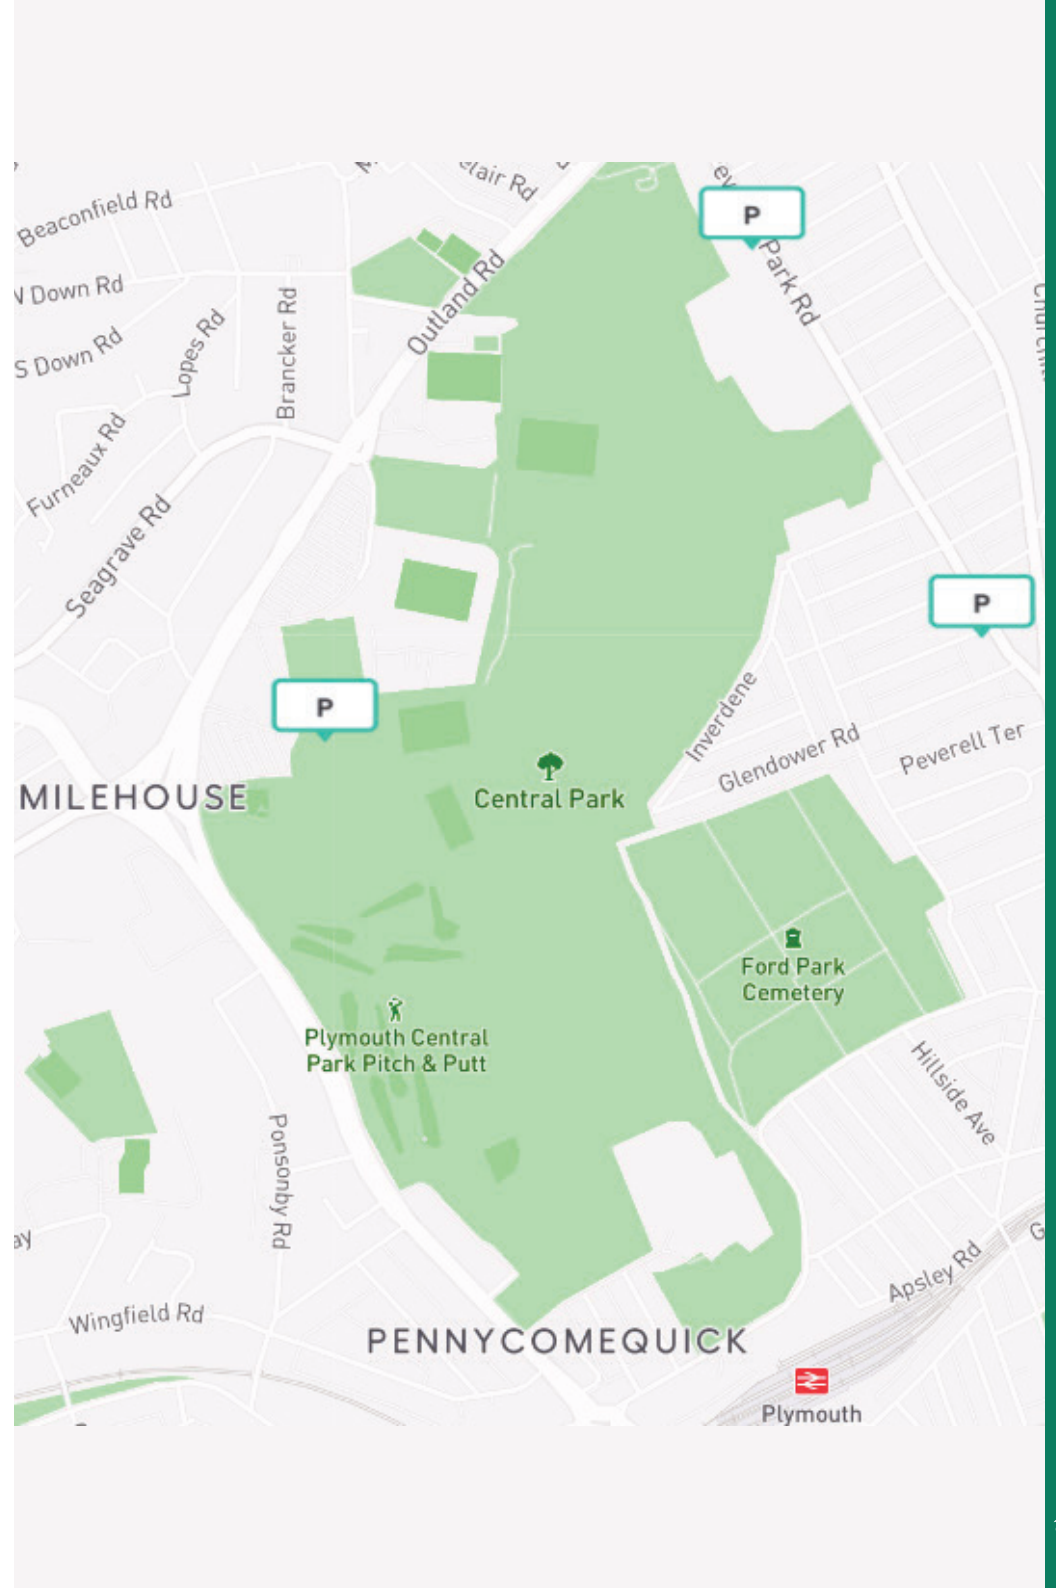 Beaconfield Rd
Outland Rd
P
Park Rd
Down Rd
S Down Rd
Lopes Rd
Brancker Rd
Furneaux Rd
Seagrave Rd
P
P
Inverdene
Glendower Rd
Peverell Ter
MILEHOUSE
Central Park
Ford Park
Cemetery
Plymouth Central
Park Pitch & Putt
Hillside Ave
Ponsonby Rd
Apsley Rd
Wingfield Rd
PENNYCOMEQUICK
Plymouth